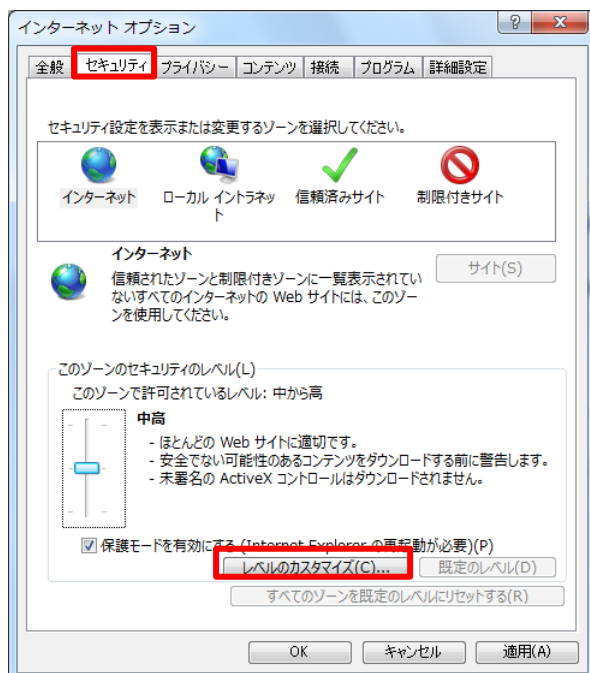 インターネット オプション
全般 セキュリティ プライバシー コンテンツ 接続 プログラム 詳細設定
セキュリティ設定を表示または変更するゾーンを選択してください。
インターネット ローカル イントラネッ 信頼済みサイト 制限付きサイト
ト
インターネット
信頼されたゾーンと制限付きゾーンに一覧表示されてい サイト(S)
ないすべてのインターネットの Web サイトには、このゾー
ンを使用してください。
このゾーンのセキュリティのレベル(L)
このゾーンで許可されているレベル: 中から高
中高
- ほとんどの Web サイトに適切です。
- 安全でない可能性のあるコンテンツをダウンロードする前に警告します。
- 未署名の ActiveX コントロールはダウンロードされません。
保護モードを有効にする (Internet Explorer の再起動が必要)(P)
レベルのカスタマイズ(C)... 既定のレベル(D)
すべてのゾーンを既定のレベルにリセットする(R)
OK キャンセル 適用(A)